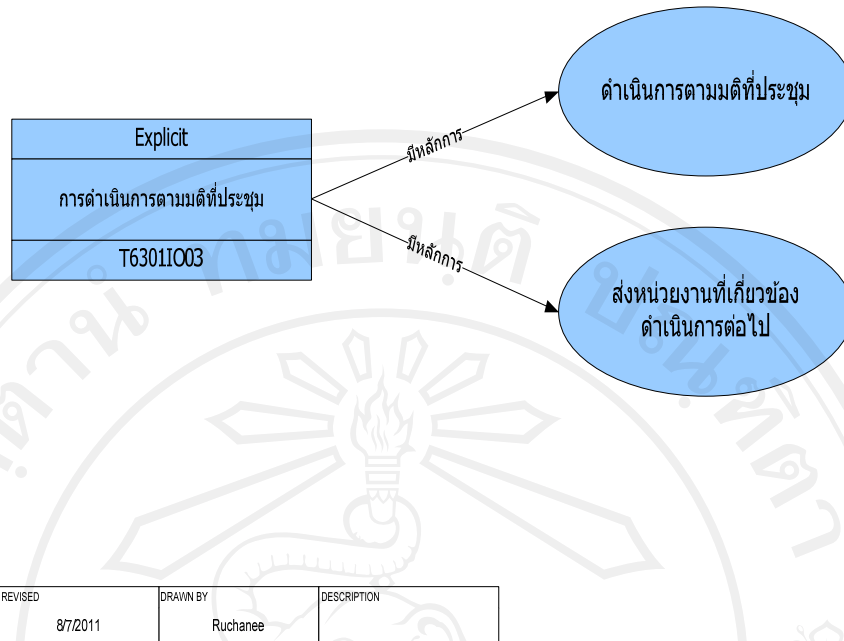 Explicit
การดำเนินการตามมติที่ประชุม
T6301IO03
มีหลักการ
ดำเนินการตามมติที่ประชุม
มีหลักการ
ส่งหน่วยงานที่เกี่ยวข้อง
ดำเนินการต่อไป
REVISED
8/7/2011
DRAWN BY
Ruchanee
DESCRIPTION